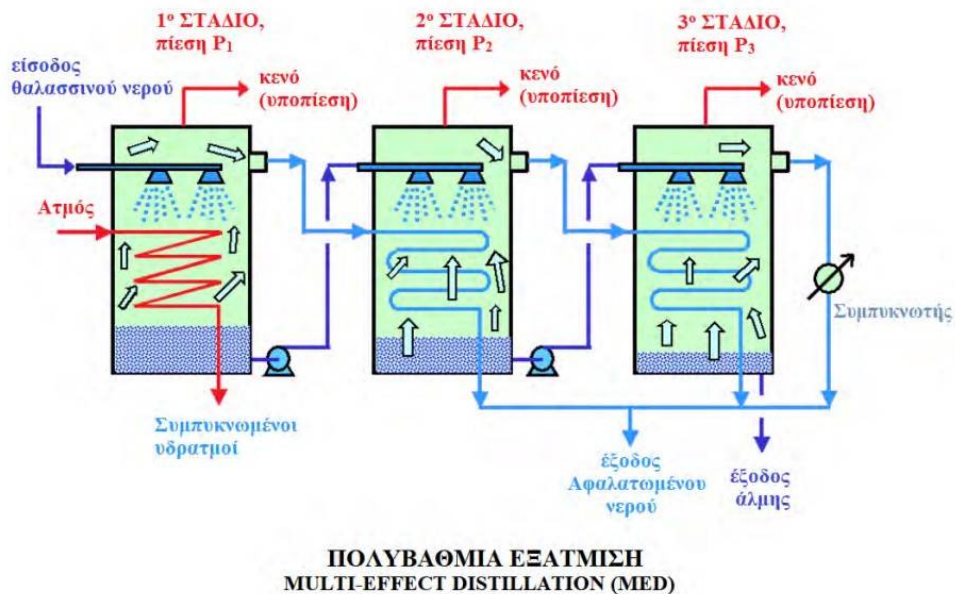 1ο ΣΤΑΔΙΟ,
πίεση P1
2ο ΣΤΑΔΙΟ,
πίεση P2
3ο ΣΤΑΔΙΟ,
πίεση P3
είσοδος
θαλασσινού νερού
κενό
(υποπίεση)
κενό
(υποπίεση)
κενό
(υποπίεση)
Ατμός
Συμπυκνωτής
Συμπυκνωμένοι
υδρατμοί
έξοδος
Αφαλατωμένου
νερού
έξοδος
άλμης
ΠΟΛΥΒΑΘΜΙΑ ΕΞΑΤΜΙΣΗ
MULTI-EFFECT DISTILLATION (MED)